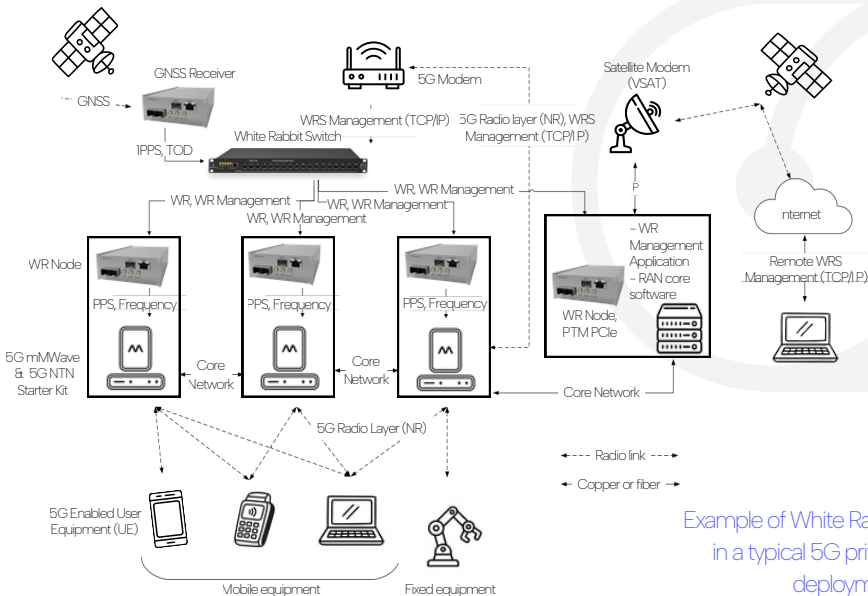 GNSS Receiver
GNSS
1PPS, TOD
5G Modem
WRS Management (TCP/IP)
White Rabbit Switch
5G Radio layer (NR), WRS
Management (TCP/IP)
Satellite Modem
(VSAT)
WR, WR Management
WR, WR Management
WR, WR Management
WR, WR Management
P
Internet
Remote WRS
Management (TCP/IP)
WR Node
PPS, Frequency
PPS, Frequency
PPS, Frequency
- WR
Management
Application
- RAN core
software
WR Node,
PTM PCIe
5G mMWave
& 5G NTN
Starter Kit
Core
Network
Core
Network
Core Network
5G Radio Layer (NR)
Radio link
Copper or fiber
5G Enabled User
Equipment (UE)
Mobile equipment
Fixed equipment
Example of White Ra
in a typical 5G pri
deploym